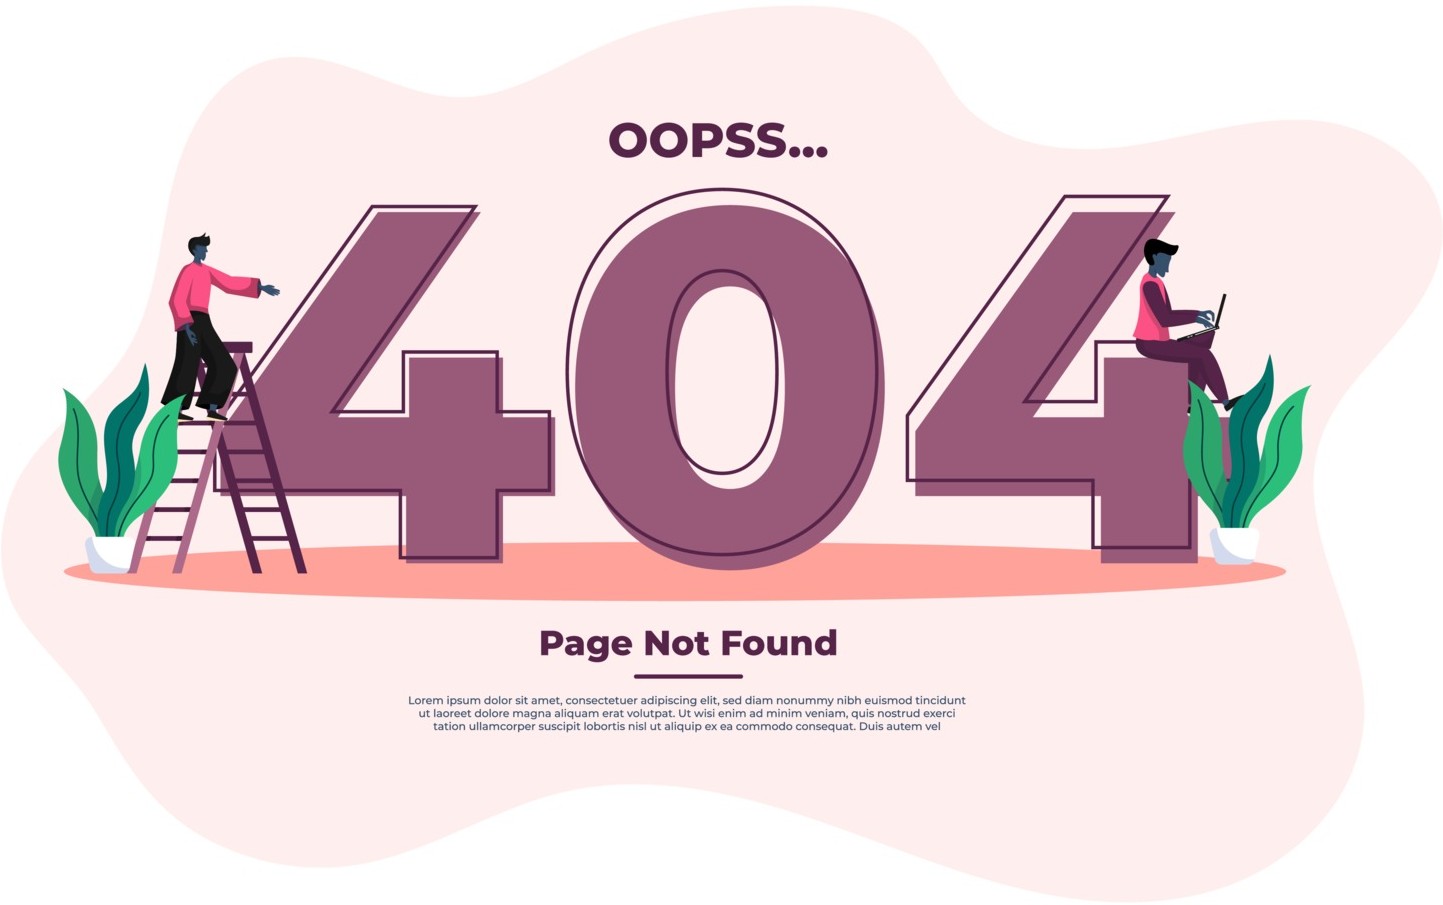 OOPSS...
404
Page Not Found
Lorem ipsum dolor sit amet, consectetuer adipiscing elit, sed diam nonummy nibh euismod tincidunt
ut laoreet dolore magna aliquam erat volutpat. Ut wisi enim ad minim veniam, quis nostrud exerci
tation ullamcorper suscipit lobortis nisl ut aliquip ex ea commodo consequat. Duis autem vel